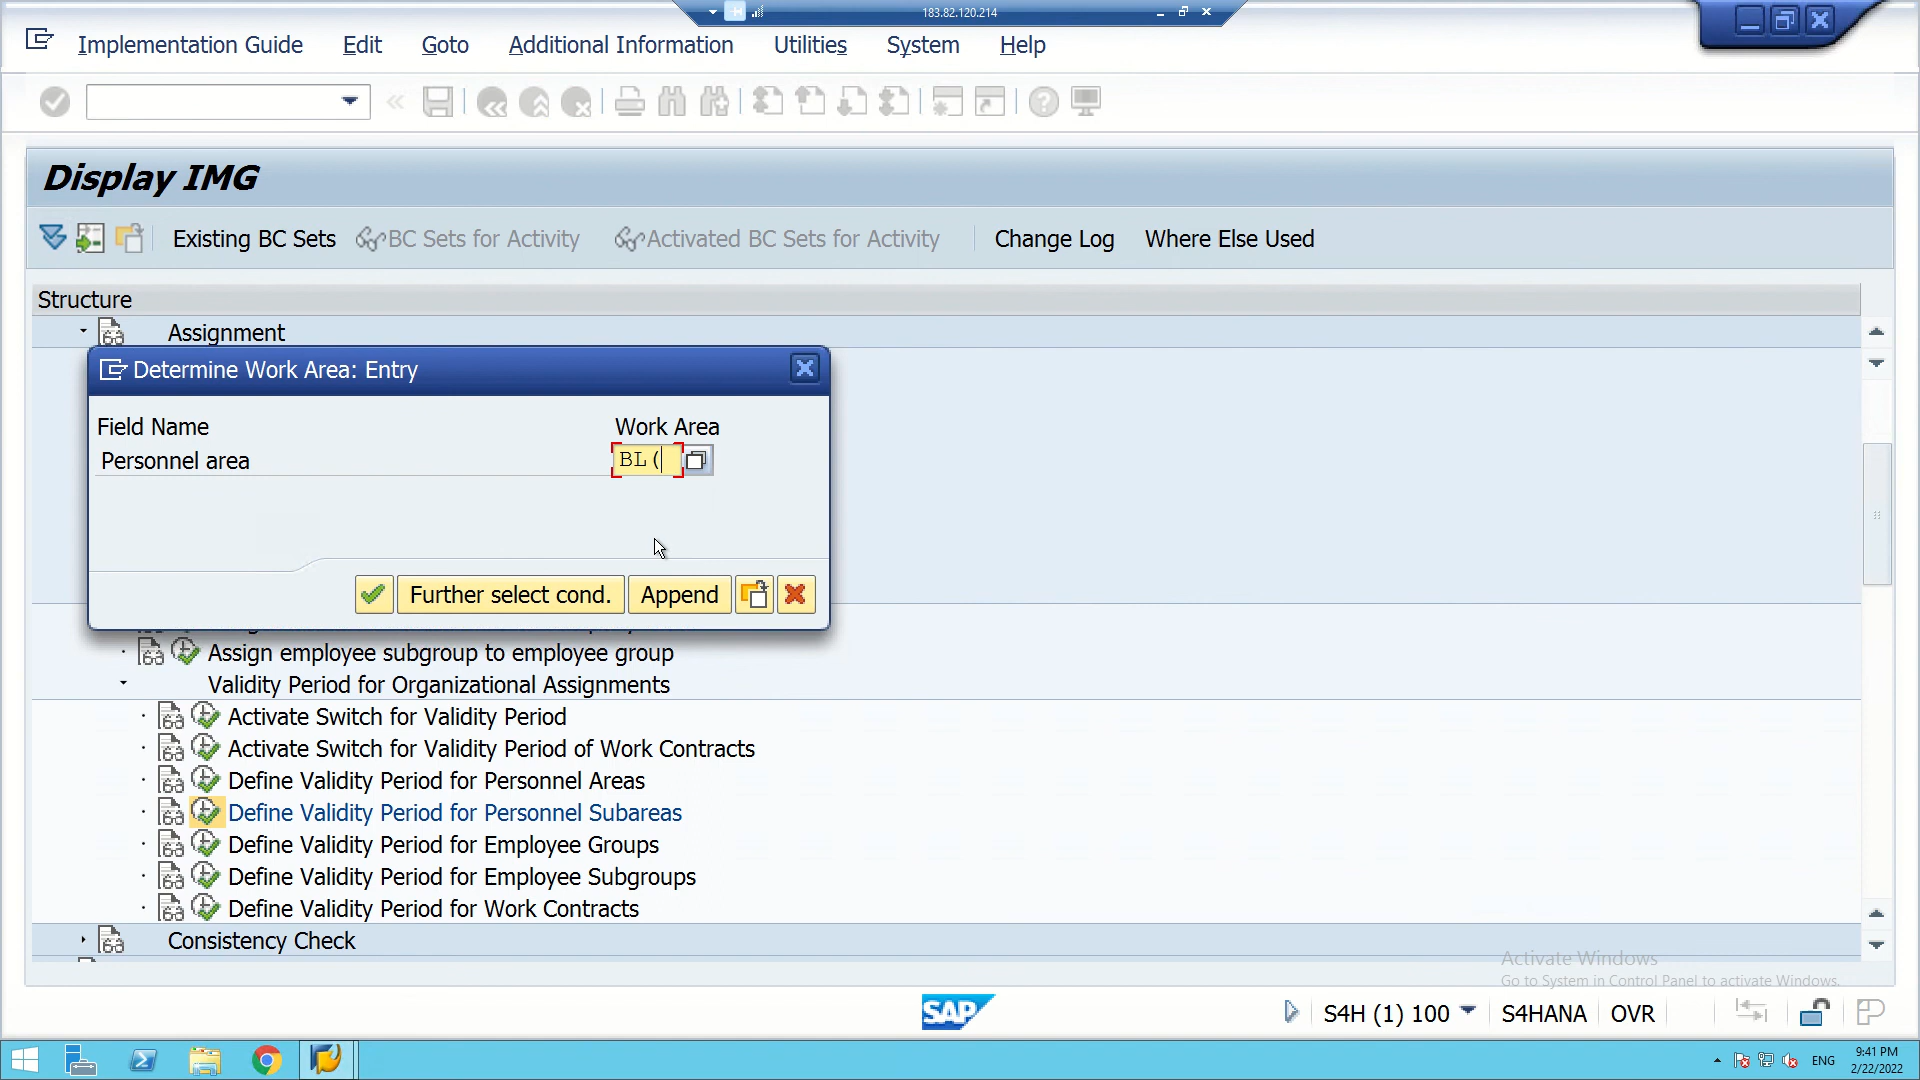 183.82.120.214
Implementation Guide Edit Goto Additional Information Utilities System Help
Display IMG
Existing BC Sets BC Sets for Activity Activated BC Sets for Activity Change Log Where Else Used
Structure
Assignment
Determine Work Area: Entry
Field Name Work Area
Personnel area BL (
Further select cond. Append
Assign employee subgroup to employee group
Validity Period for Organizational Assignments
Activate Switch for Validity Period
Activate Switch for Validity Period of Work Contracts
Define Validity Period for Personnel Areas
Define Validity Period for Personnel Subareas
Define Validity Period for Employee Groups
Define Validity Period for Employee Subgroups
Define Validity Period for Work Contracts
Consistency Check
Activate Windows
Go to System in Control Panel to activate Windows.
SAP S4H (1) 100 S4HANA OVR
ENG 9:41 PM
2/22/2022